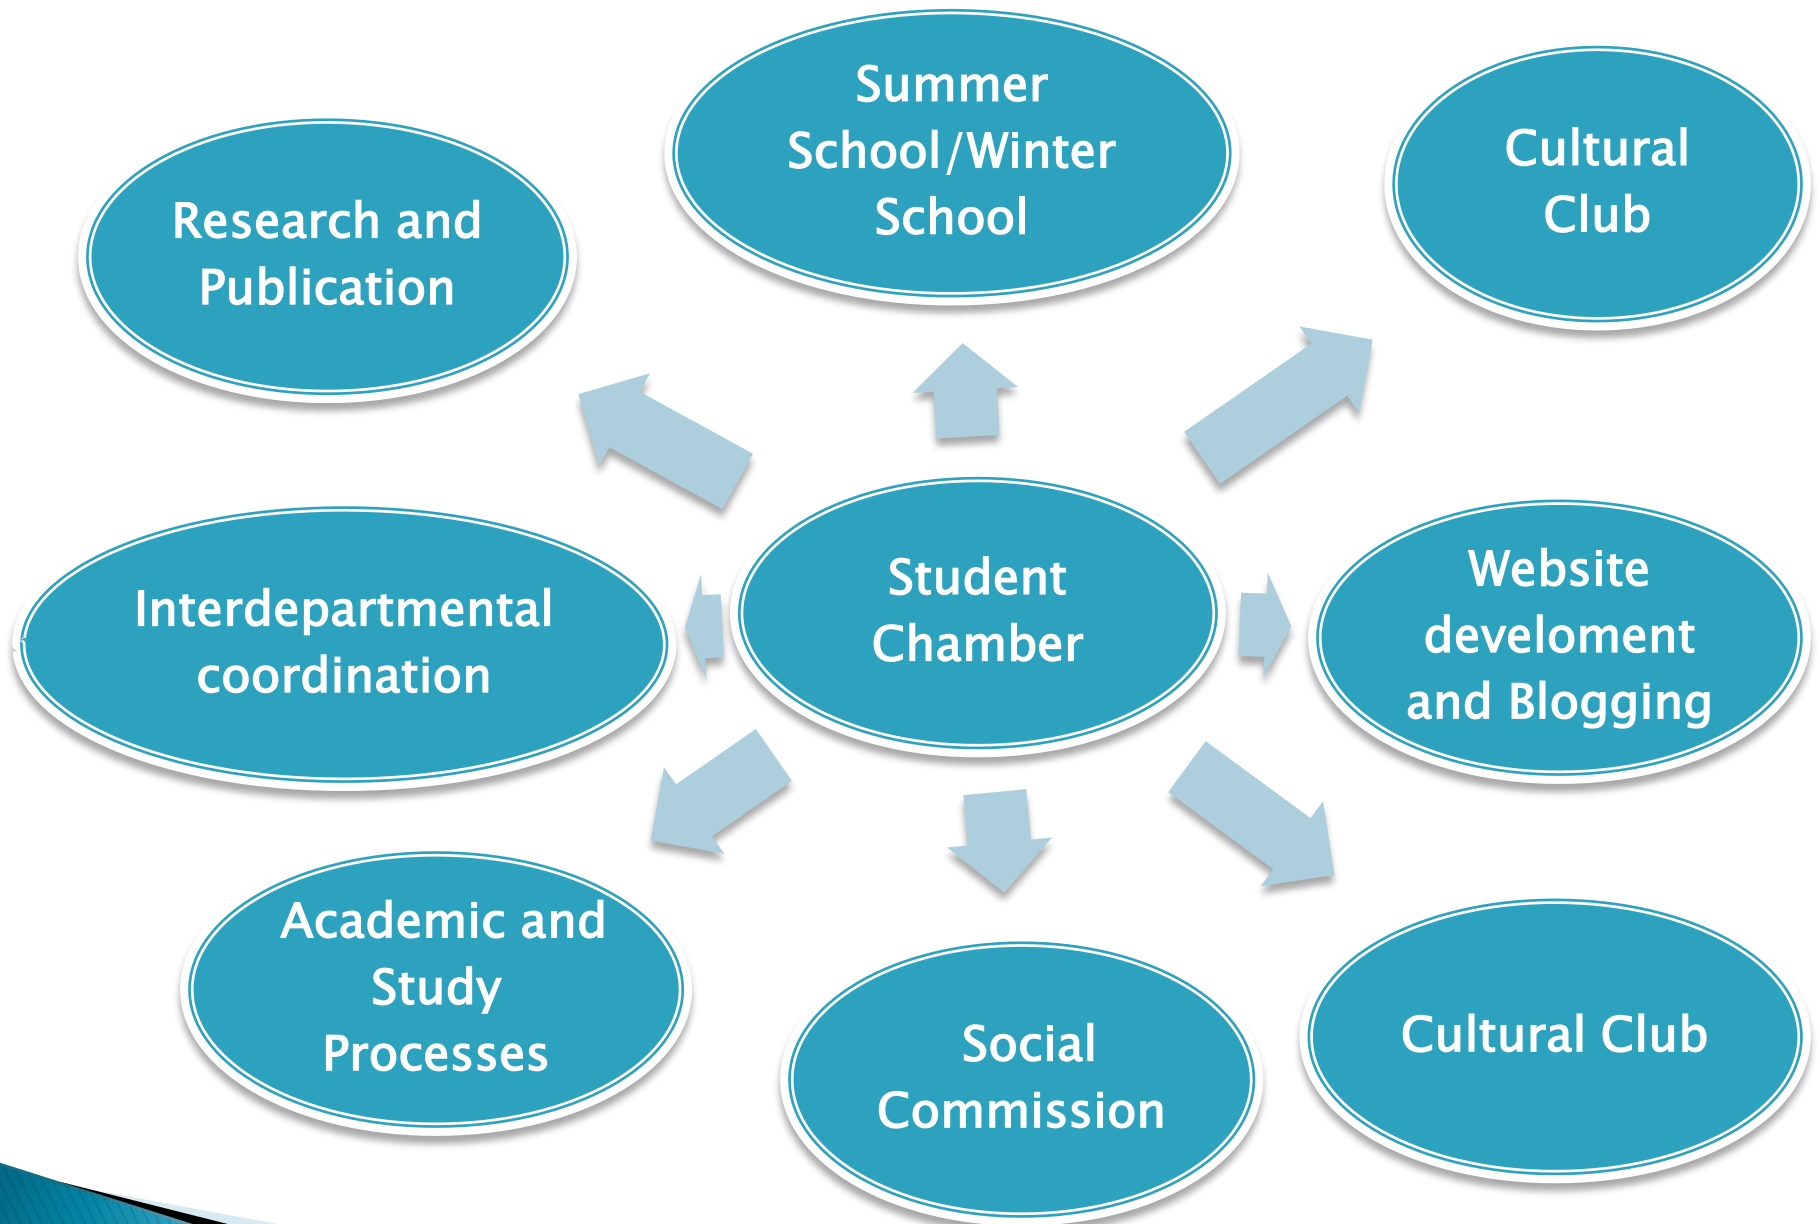 Summer
School/Winter
School
Cultural
Club
Research and
Publication
Student
Chamber
Website
develoment
and Blogging
Interdepartmental
coordination
Academic and
Study
Processes
Social
Commission
Cultural Club